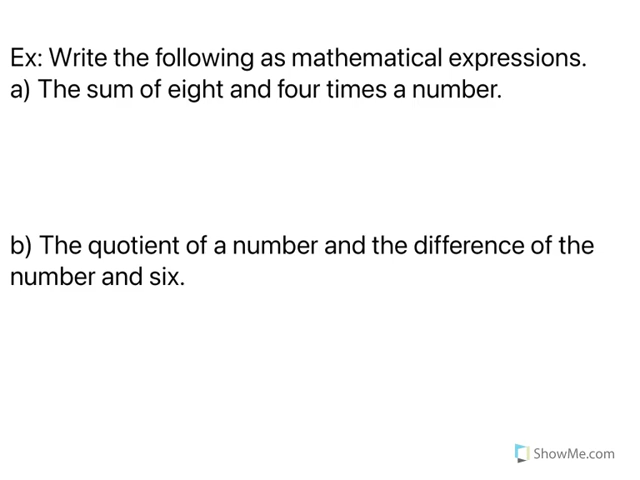 Ex: Write the following as mathematical expressions.
a) The sum of eight and four times a number.
b) The quotient of a number and the difference of the
number and six.
ShowMe.com